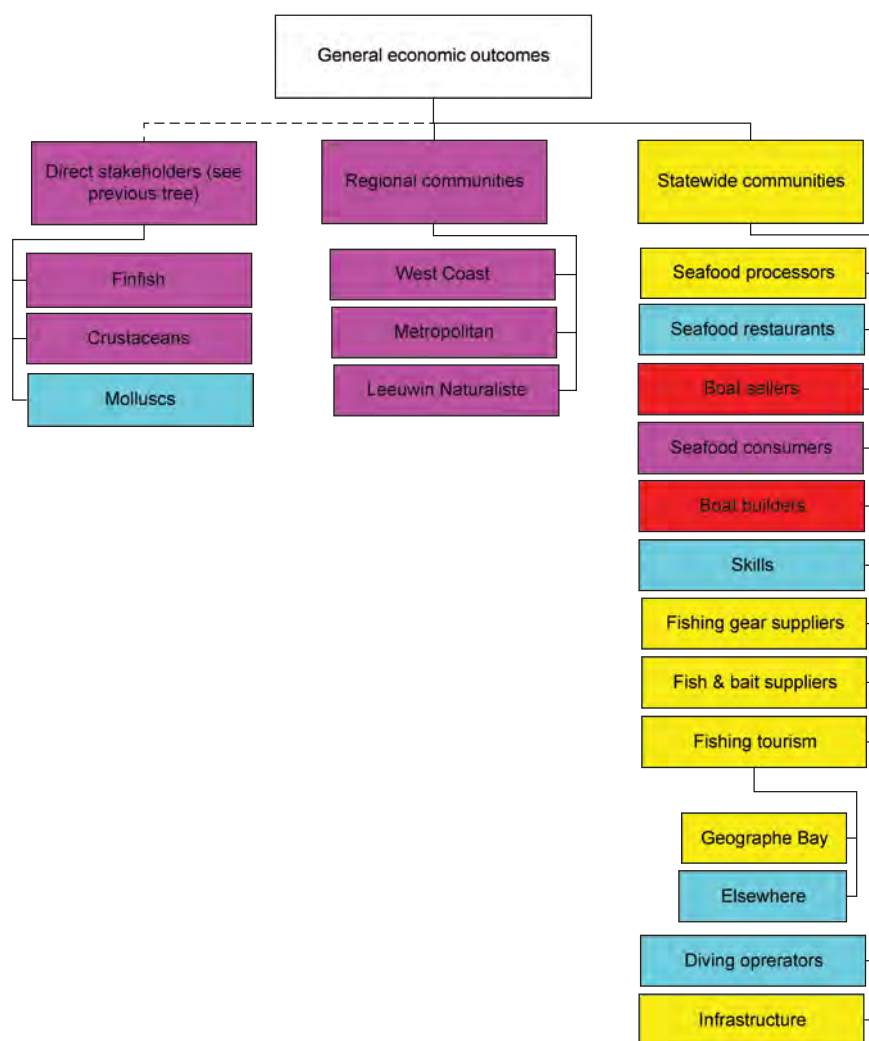 General economic outcomes
Direct stakeholders (see
previous tree)
Regional communities
Statewide communities
Finfish
Crustaceans
Molluscs
West Coast
Metropolitan
Leeuwin Naturaliste
Seafood processors
Seafood restaurants
Boat sellers
Seafood consumers
Boat builders
Skills
Fishing gear suppliers
Fish & bait suppliers
Fishing tourism
Geographe Bay
Elsewhere
Diving oprerators
Infrastructure